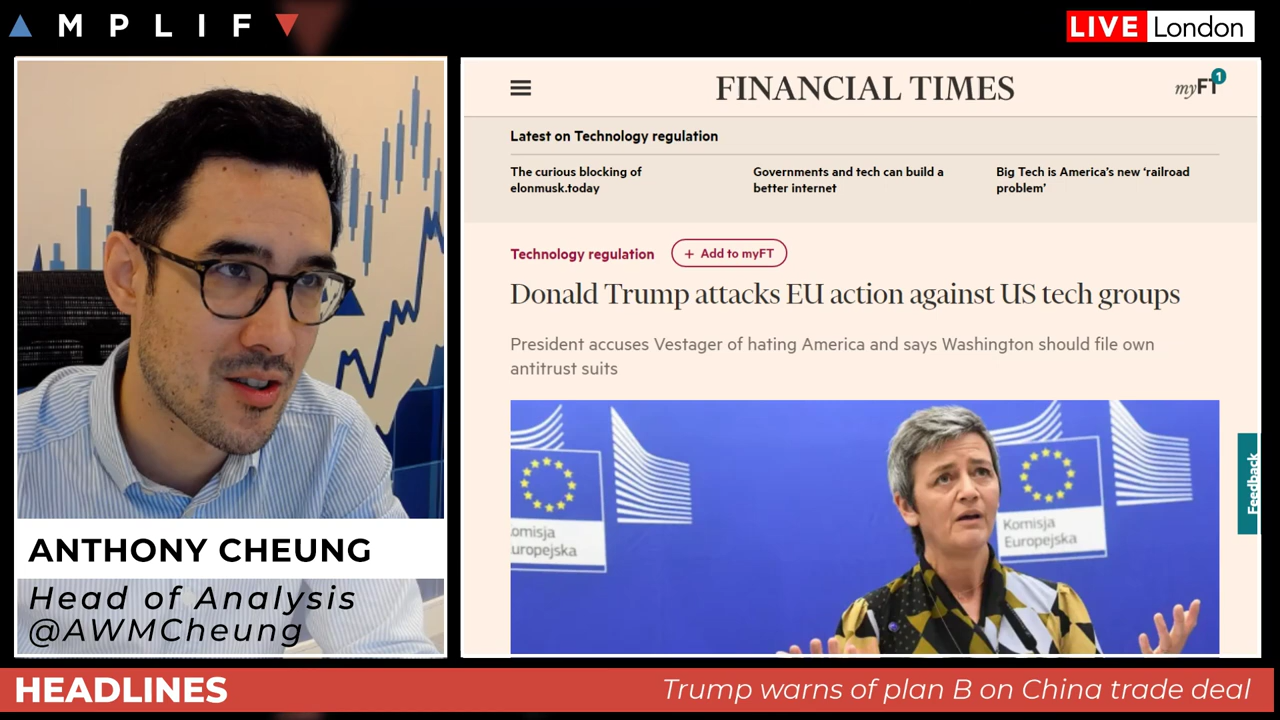 AMPLIFY
LIVE London
FINANCIAL TIMES
myFT
1
Latest on Technology regulation
The curious blocking of
elonmusk.today
Governments and tech can build a
better internet
Big Tech is America's new ‘railroad
problem’
Technology regulation
+ Add to myFT
Donald Trump attacks EU action against US tech groups
President accuses Vestager of hating America and says Washington should file own
antitrust suits
omisja
uropejska
Komisja
Europejska
Feedback
ANTHONY CHEUNG
Head of Analysis
@AWMCheung
HEADLINES
Trump warns of plan B on China trade deal